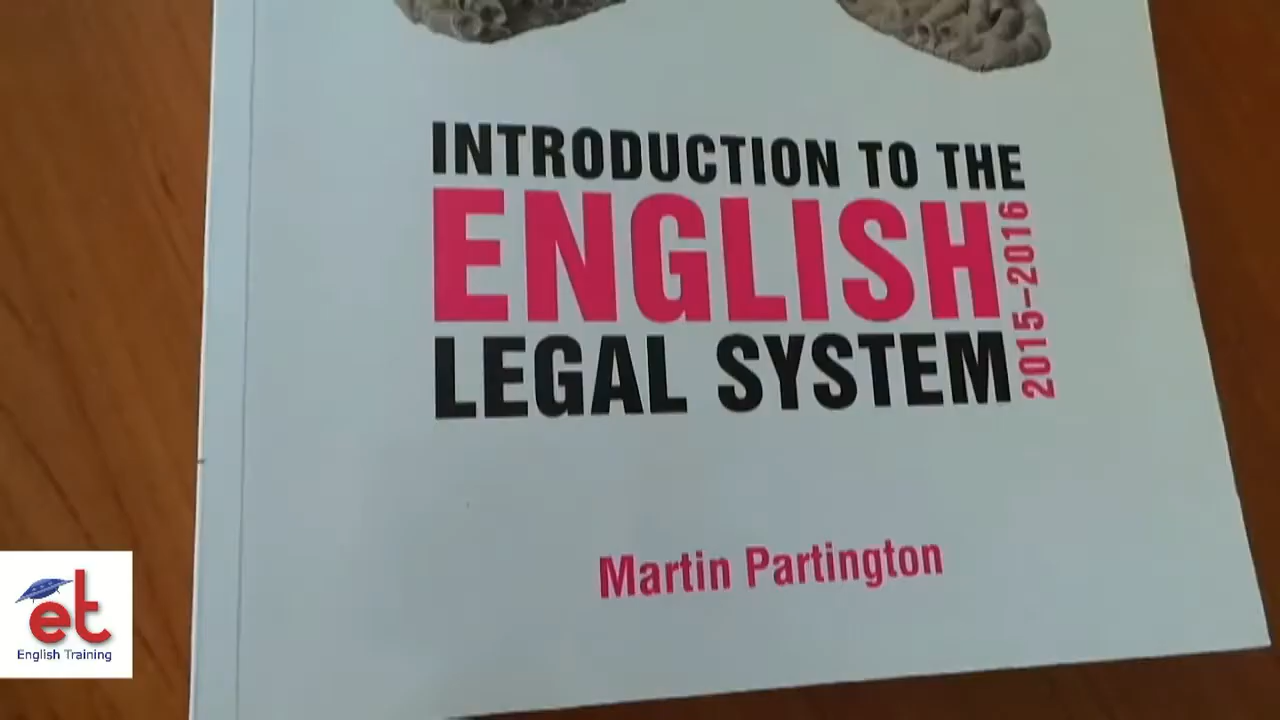 INTRODUCTION TO THE
ENGLISH
2015–2016
LEGAL SYSTEM
Martin Partington
et
English Training